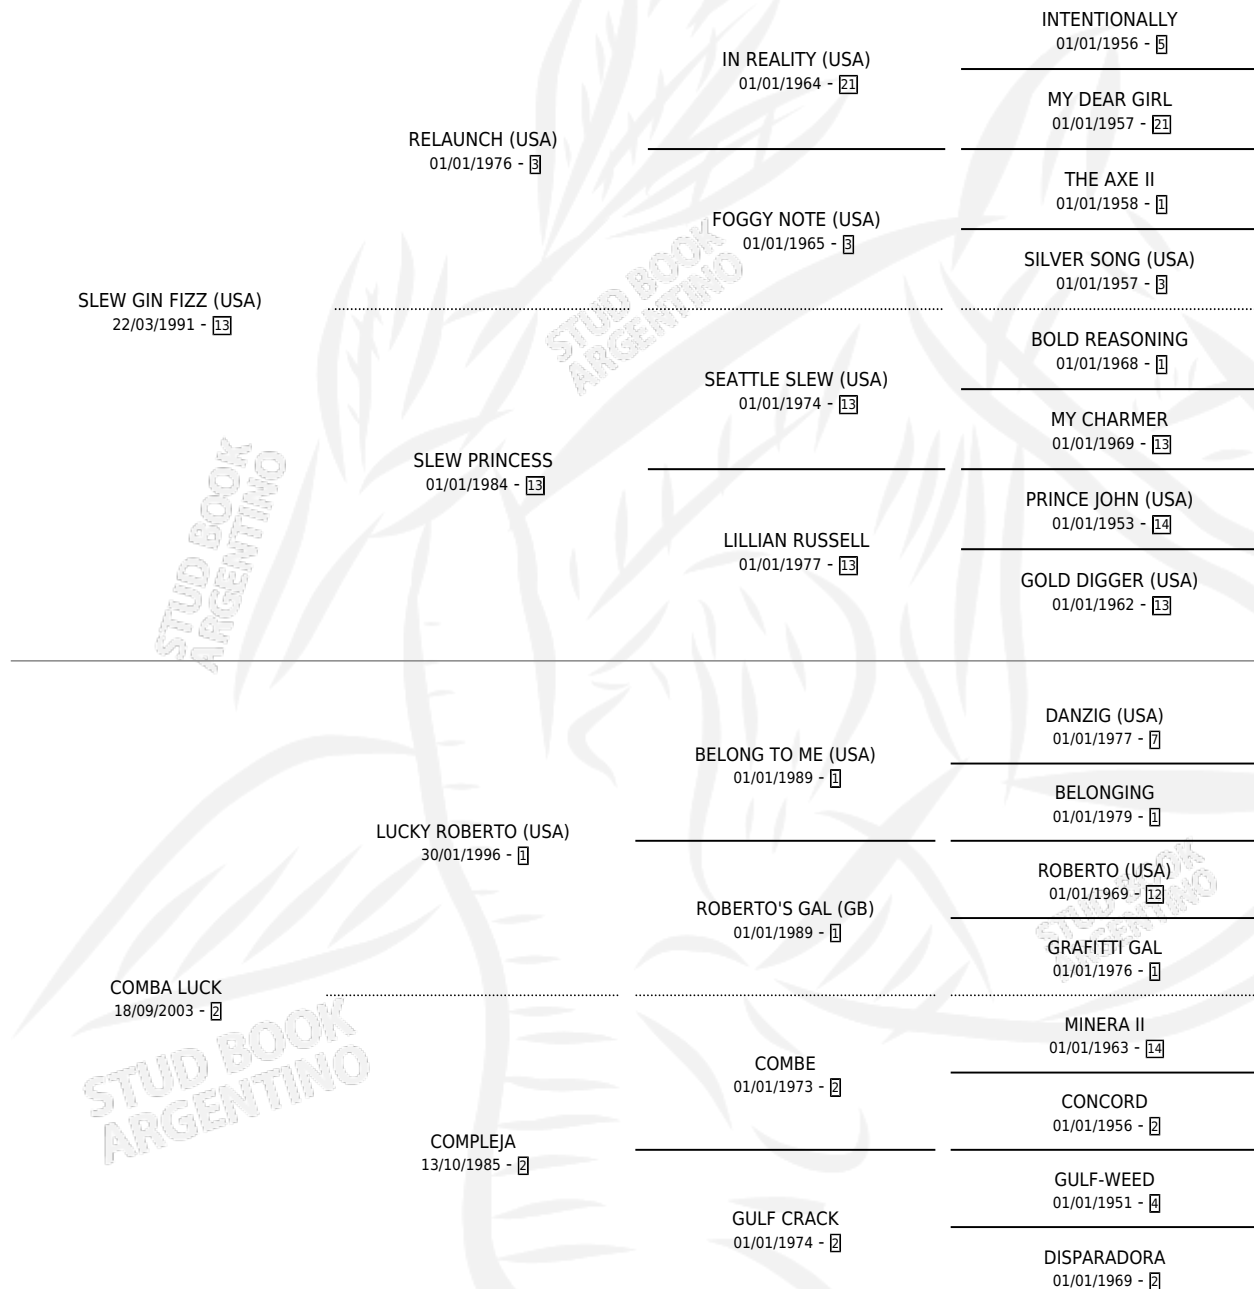 INTENTIONALLY
01/01/1956 - 5
IN REALITY (USA)
01/01/1964 - 21
MY DEAR GIRL
01/01/1957 - 21
RELAUNCH (USA)
01/01/1976 - 3
THE AXE II
01/01/1958 - 1
FOGGY NOTE (USA)
01/01/1965 - 3
SILVER SONG (USA)
01/01/1957 - 3
SLEW GIN FIZZ (USA)
22/03/1991 - 13
STUD BOOK
ARGENTINO
BOLD REASONING
01/01/1968 - 1
SEATTLE SLEW (USA)
01/01/1974 - 13
MY CHARMER
01/01/1969 - 13
SLEW PRINCESS
01/01/1984 - 13
PRINCE JOHN (USA)
01/01/1953 - 14
LILLIAN RUSSELL
01/01/1977 - 13
GOLD DIGGER (USA)
01/01/1962 - 13
STUD BOOK
ARGENTINO
DANZIG (USA)
01/01/1977 - 7
BELONG TO ME (USA)
01/01/1989 - 1
BELONGING
01/01/1979 - 1
LUCKY ROBERTO (USA)
30/01/1996 - 1
ROBERTO (USA)
01/01/1969 - 12
ROBERTO'S GAL (GB)
01/01/1989 - 1
STUD BOOK
ARGENTINO
GRAFITTI GAL
01/01/1976 - 1
COMBA LUCK
18/09/2003 - 2
STUD BOOK
ARGENTINO
MINERA II
01/01/1963 - 14
COMBE
01/01/1973 - 2
CONCORD
01/01/1956 - 2
COMPLEJA
13/10/1985 - 2
GULF-WEED
01/01/1951 - 4
GULF CRACK
01/01/1974 - 2
DISPARADORA
01/01/1969 - 2